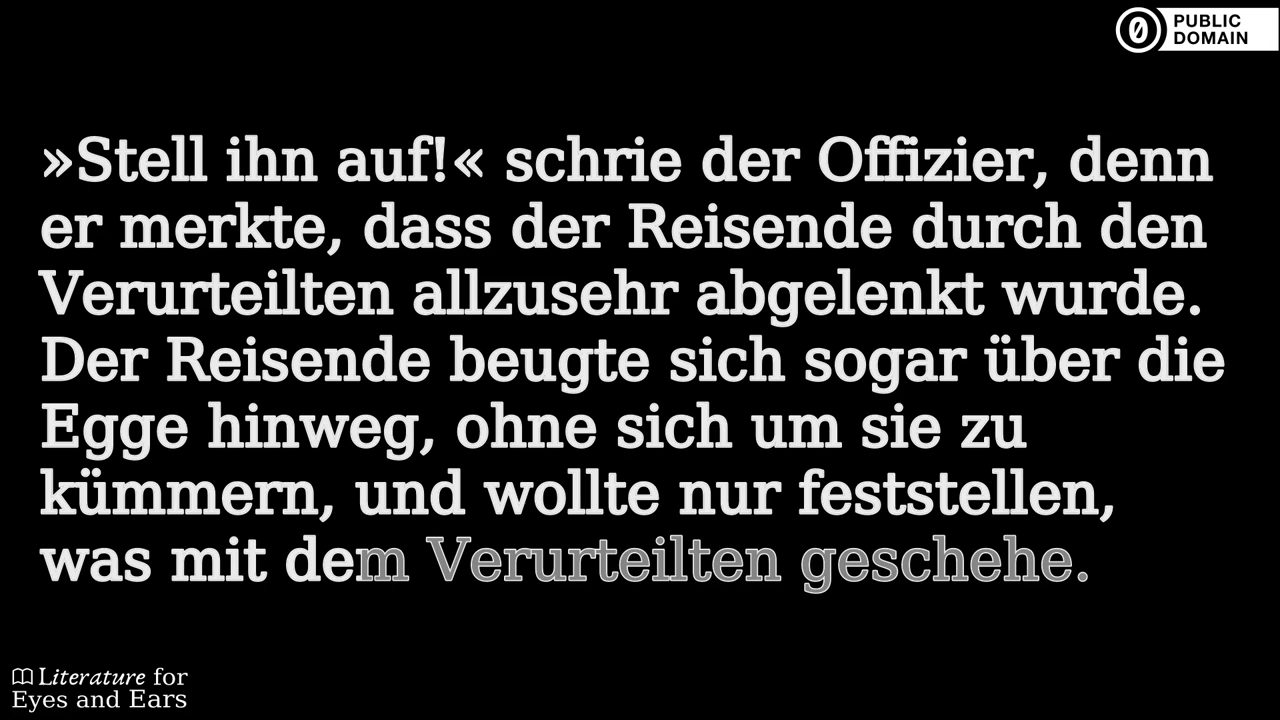 PUBLIC
DOMAIN
»Stell ihn auf!« schrie der Offizier, denn
er merkte, dass der Reisende durch den
Verurteilten allzusehr abgelenkt wurde.
Der Reisende beugte sich sogar über die
Egge hinweg, ohne sich um sie zu
kümmern, und wollte nur feststellen,
was mit dem Verurteilten geschehe.
Literature for
Eyes and Ears